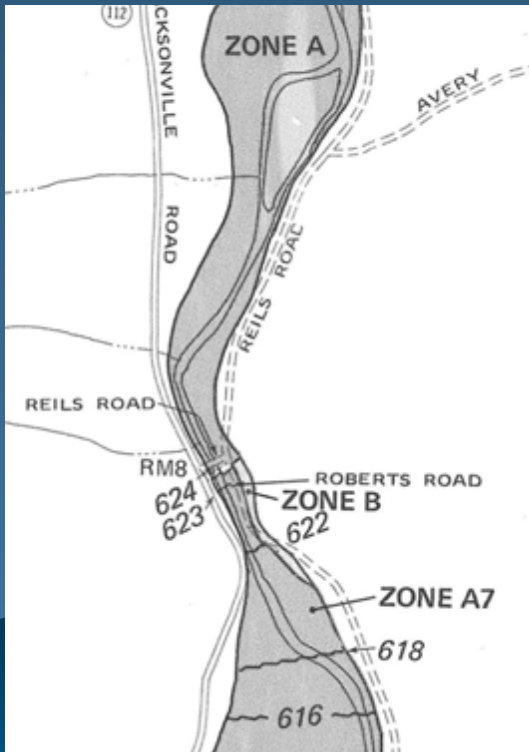 112
CKSONVILLE
ROAD
ZONE A
AVERY
REILS ROAD
REILS ROAD
RM8
624
623
ROBERTS ROAD
ZONE B
622
ZONE A7
618
616